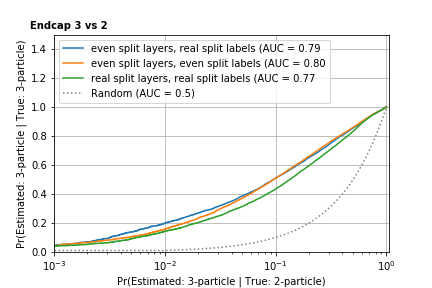 Endcap 3 vs 2
Pr(Estimated: 3-particle | True: 3-particle)
1.4
1.2
1.0
0.8
0.6
0.4
0.2
0.0
even split layers, real split labels (AUC = 0.79
even split layers, even split labels (AUC = 0.80
real split layers, real split labels (AUC = 0.77
Random (AUC = 0.5)
10⁻³ 10⁻² 10⁻¹ 10⁰
Pr(Estimated: 3-particle | True: 2-particle)